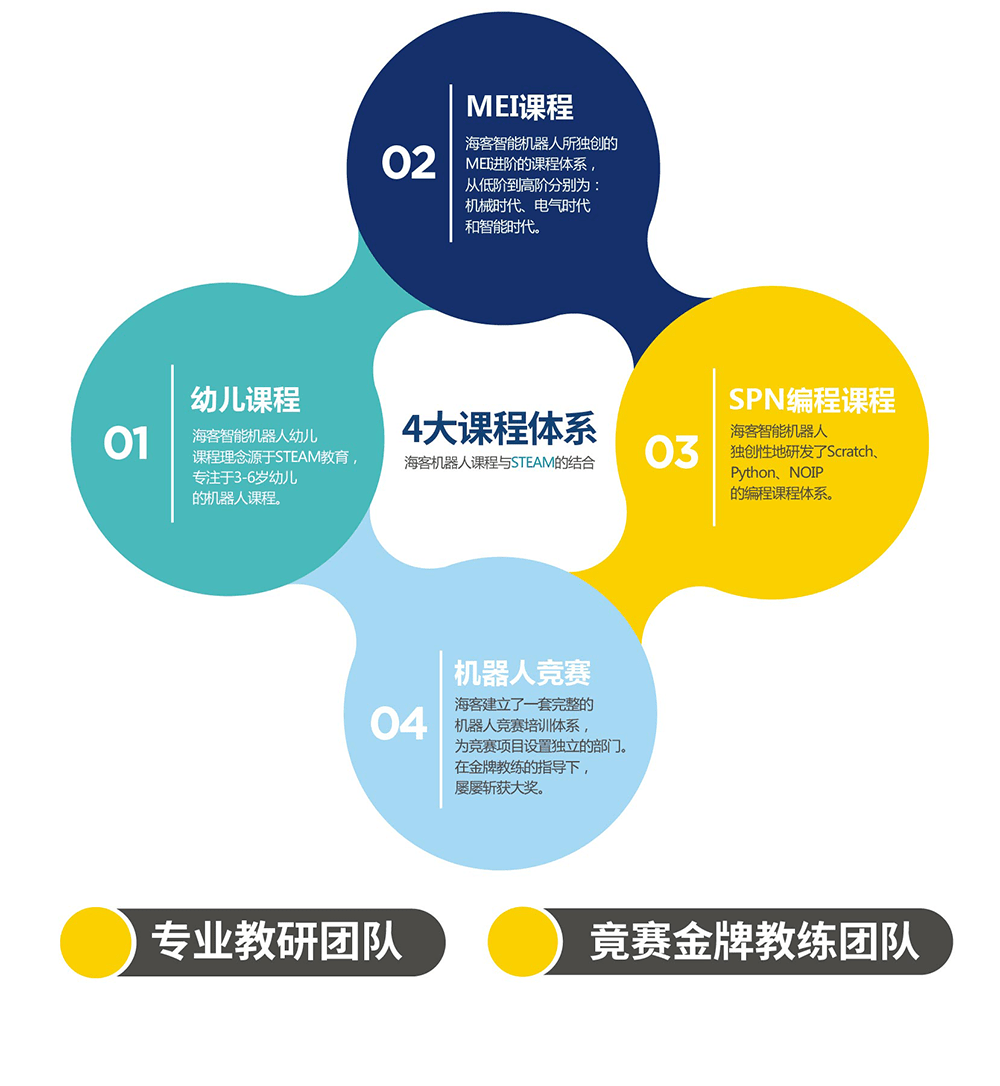 02
MEI课程
海客智能机器人所独创的
MEI进阶的课程体系，
从低阶到高阶分别为：
机械时代、电气时代
和智能时代。
01
幼儿课程
海客智能机器人幼儿
课程理念源于STEAM教育，
专注于3-6岁幼儿
的机器人课程。
4大课程体系
海客机器人课程与STEAM的结合
03
SPN编程课程
海客智能机器人
独创性地研发了Scratch、
Python、NOIP
的编程课程体系。
04
机器人竞赛
海客建立了一套完整的
机器人竞赛培训体系，
为竞赛项目设置独立的部门。
在金牌教练的指导下，
屡屡斩获大奖。
专业教研团队
竟赛金牌教练团队